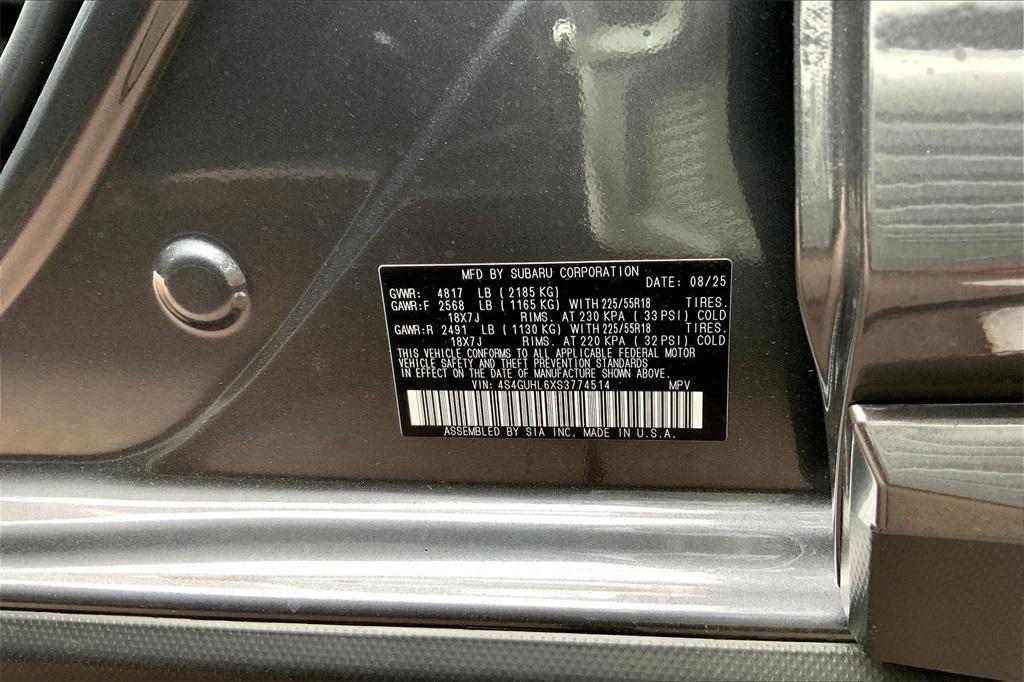 MFD BY SUBARU CORPORATION
DATE: 08/25
GVWR: 4817 LB ( 2185 KG)
GAWR:F 2568 LB ( 1165 KG) WITH 225/55R18 TIRES.
18X7J RIMS. AT 230 KPA ( 33 PSI) COLD
GAWR:R 2491 LB ( 1130 KG) WITH 225/55R18 TIRES.
18X7J RIMS. AT 220 KPA ( 32 PSI) COLD
THIS VEHICLE CONFORMS TO ALL APPLICABLE FEDERAL MOTOR
VEHICLE SAFETY AND THEFT PREVENTION STANDARDS
IN EFFECT ON THE DATE OF MANUFACTURE SHOWN ABOVE.
VIN: 4S4GUHL6XS3774514 MPV
ASSEMBLED BY SIA INC. MADE IN U.S.A.